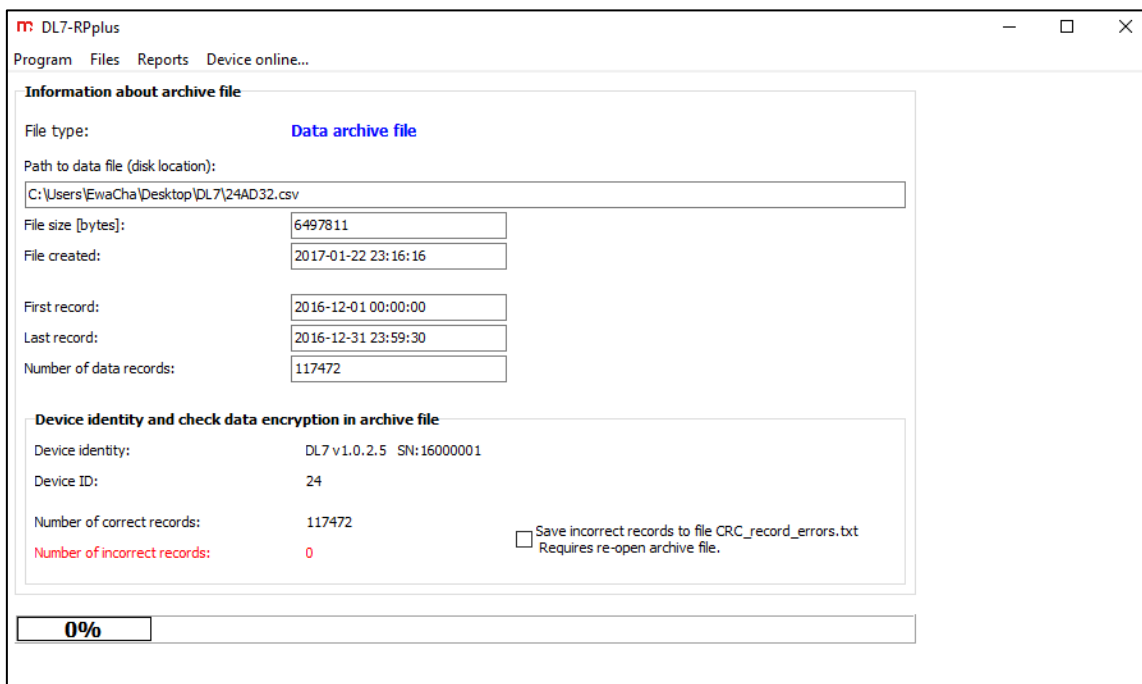 DL7-RPplus
Program Files Reports Device online...
Information about archive file
File type: Data archive file
Path to data file (disk location):
C:\Users\EwaCha\Desktop\DL7\24AD32.csv
File size [bytes]: 6497811
File created: 2017-01-22 23:16:16
First record: 2016-12-01 00:00:00
Last record: 2016-12-31 23:59:30
Number of data records: 117472
Device identity and check data encryption in archive file
Device identity: DL7 v1.0.2.5 SN:16000001
Device ID: 24
Number of correct records: 117472
Save incorrect records to file CRC_record_errors.txt
Requires re-open archive file.
Number of incorrect records: 0
0%